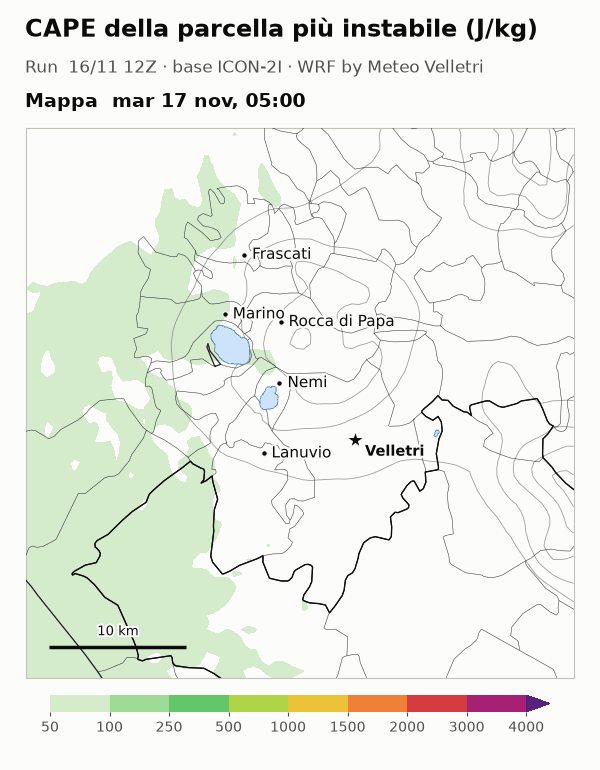 CAPE della parcella più instabile (J/kg)
Run  16/11 12Z · base ICON-2I · WRF by Meteo Velletri
Mappa  mar 17 nov, 05:00
Frascati
Marino
Rocca di Papa
Nemi
Velletri
Lanuvio
10 km
50 100 250 500 1000 1500 2000 3000 4000